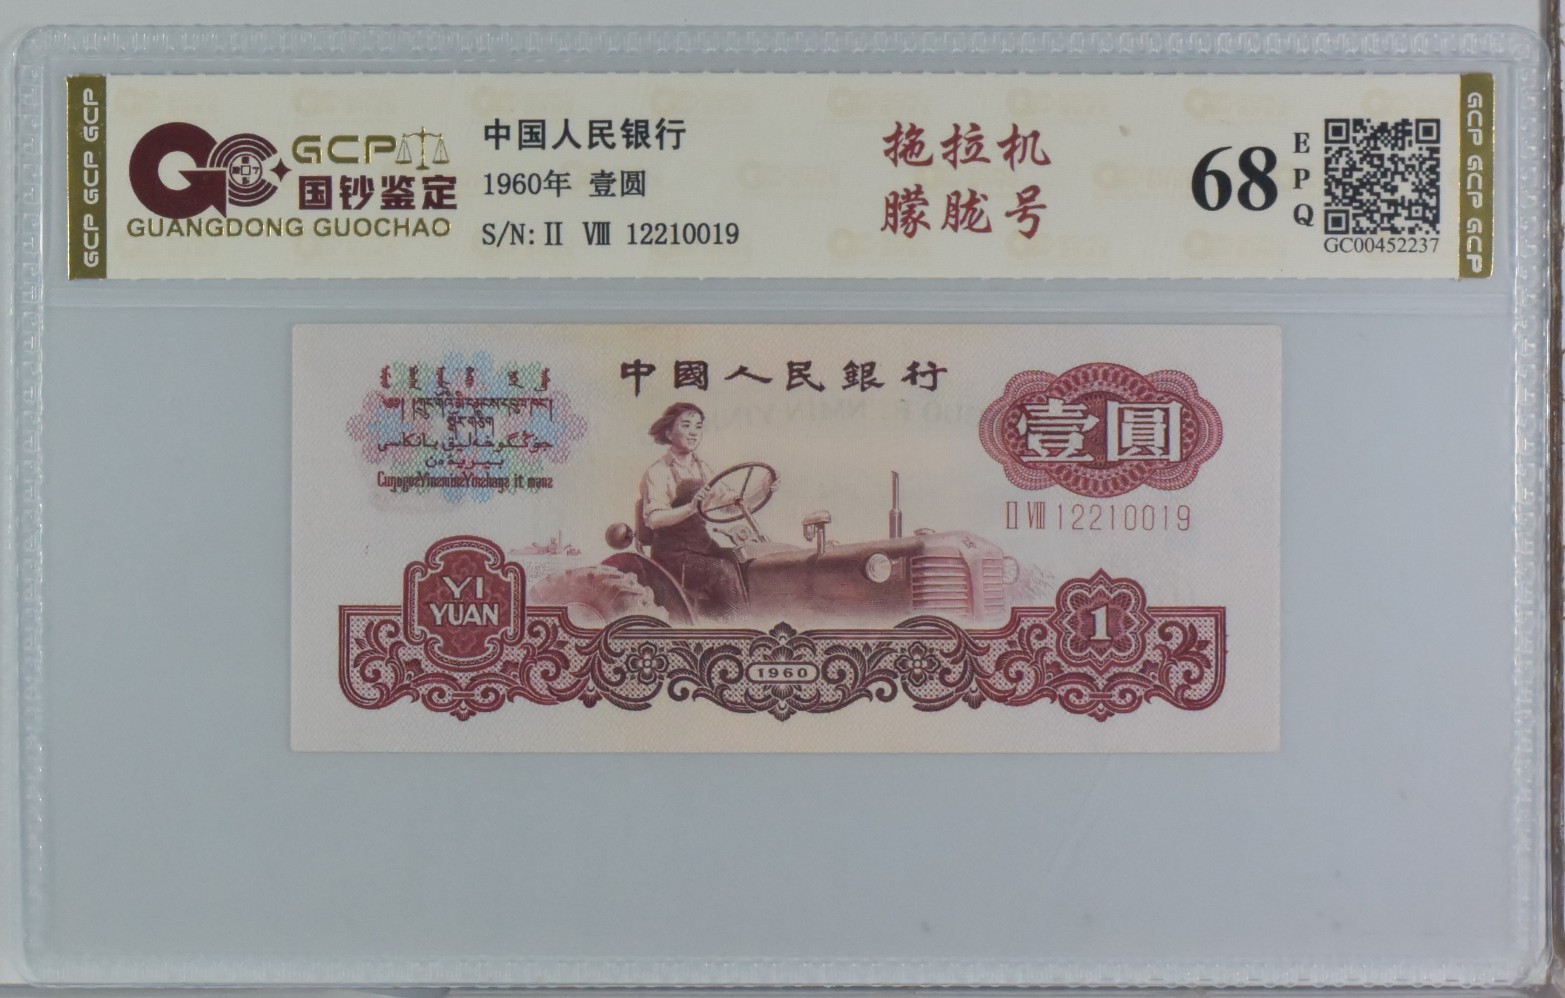 GCP GCP GCP
GCP
国钞鉴定
GUANGDONG GUOCHAO
中国人民银行
1960年 壹圆
S/N: II VIII 12210019
拖拉机
朦胧号
68
EPQ
GC00452237
GCP GCP GCP
中國人民銀行
壹圓
II VIII 12210019
YI
YUAN
1960
1